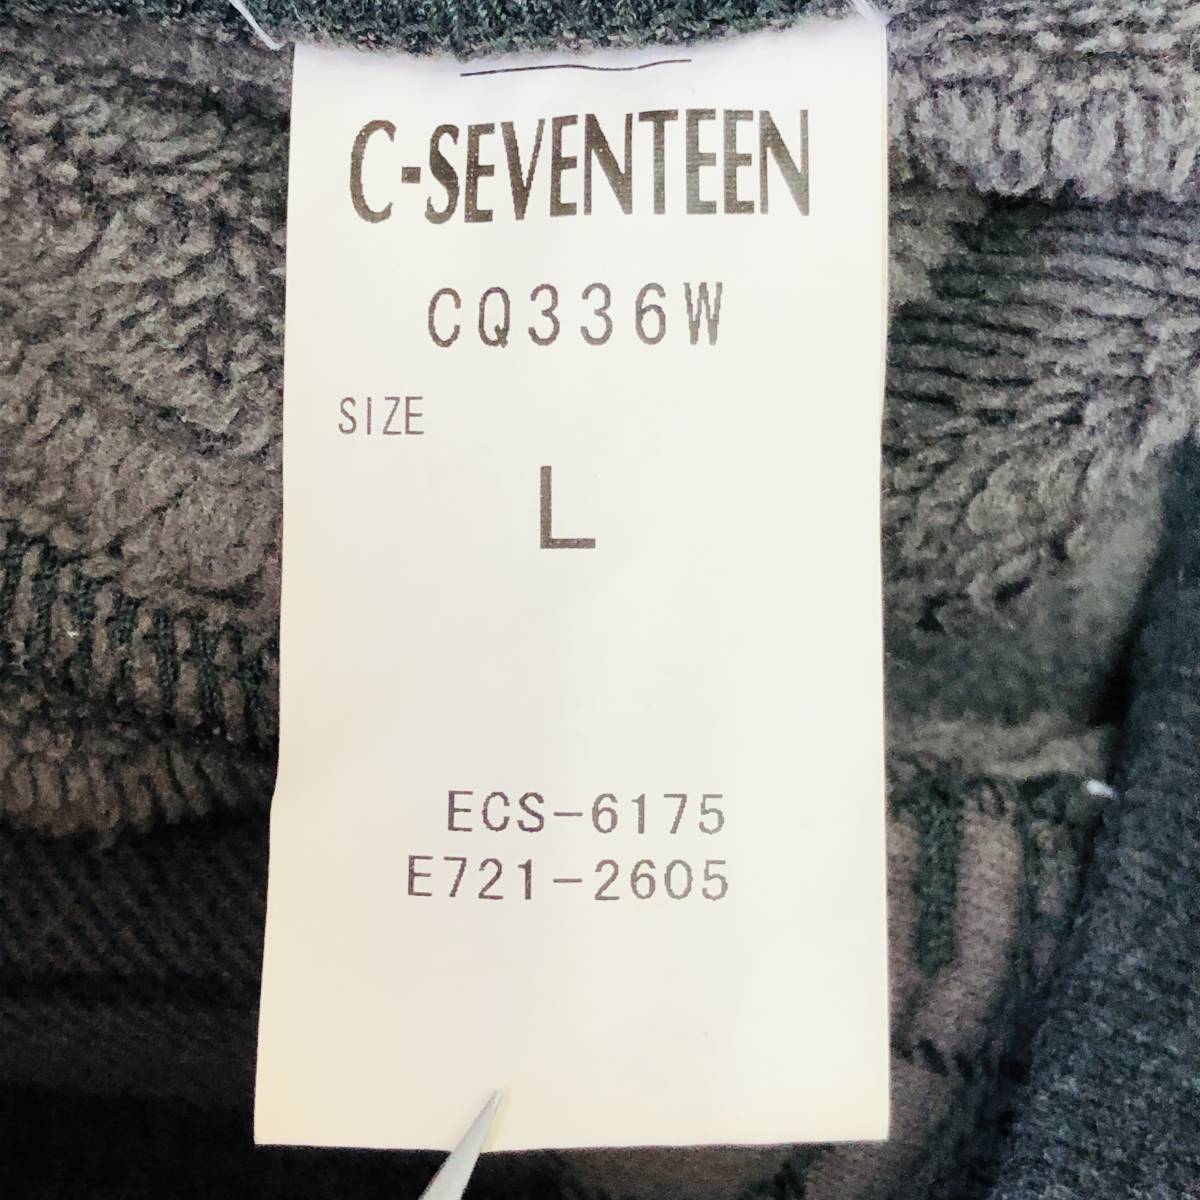 C-SEVENTEEN
CQ336W
SIZE
L
ECS-6175
E721-2605